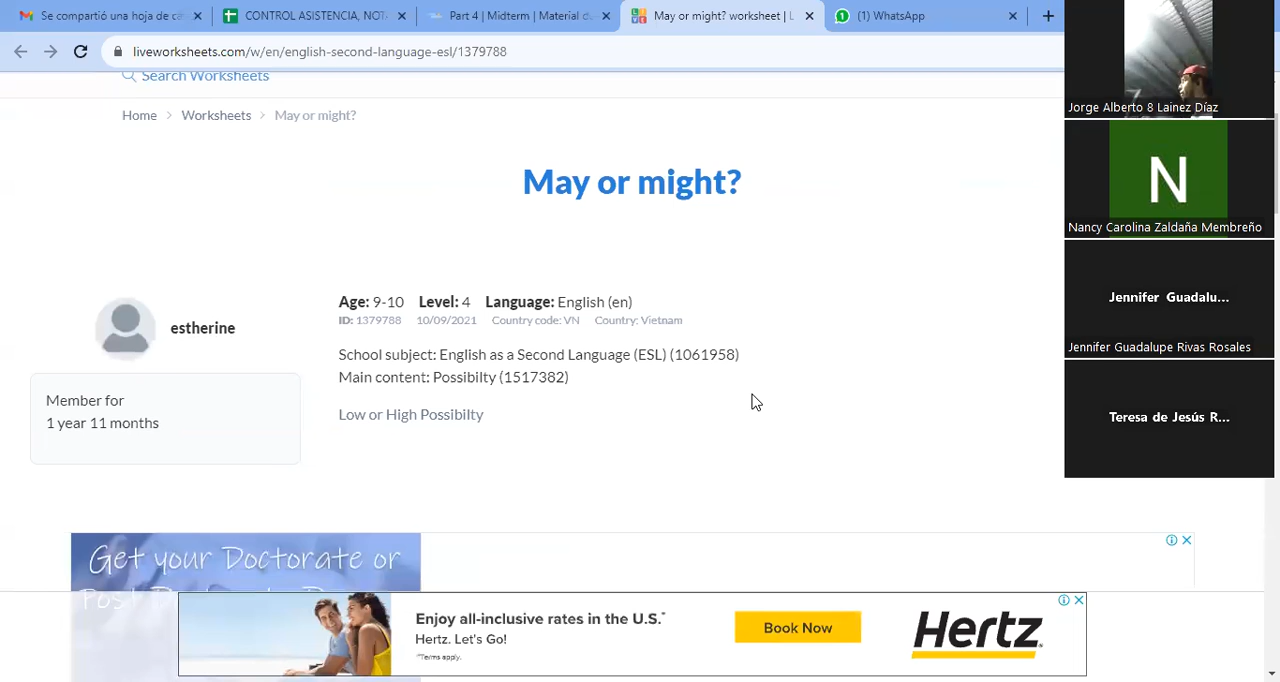 Se compartió una hoja de cá
CONTROL ASISTENCIA, NOT
Part 4 | Midterm | Material d
May or might? worksheet | L
(1) WhatsApp
liveworksheets.com/w/en/english-second-language-esl/1379788
Search Worksheets
Home > Worksheets > May or might?
May or might?
estherine
Member for
1 year 11 months
Age: 9-10 Level: 4 Language: English (en)
ID: 1379788 10/09/2021 Country code: VN Country: Vietnam
School subject: English as a Second Language (ESL) (1061958)
Main content: Possibilty (1517382)
Low or High Possibilty
Get your Doctorate or
Enjoy all-inclusive rates in the U.S.*
Hertz. Let's Go!
*Terms apply.
Book Now
Hertz
Jorge Alberto 8 Lainez Díaz
N
Nancy Carolina Zaldaña Membreño
Jennifer Guadalu...
Jennifer Guadalupe Rivas Rosales
Teresa de Jesús R...